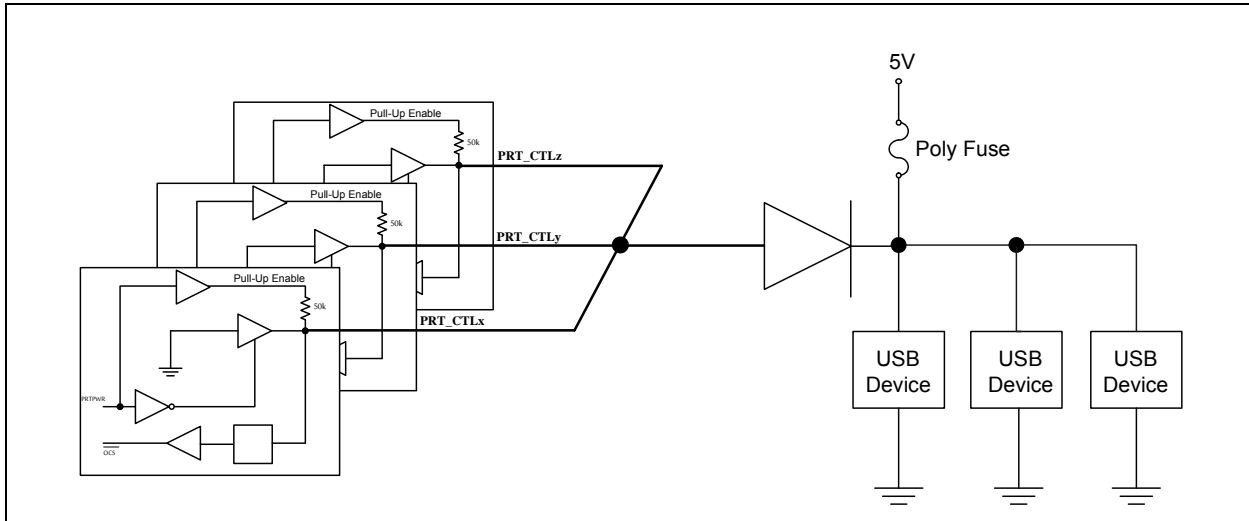 5V
Poly Fuse
Pull-Up Enable
50k
PRT_CTLz
Pull-Up Enable
50k
PRT_CTLy
Pull-Up Enable
50k
PRT_CTLx
PRTPWR
OCS
USB
Device
USB
Device
USB
Device